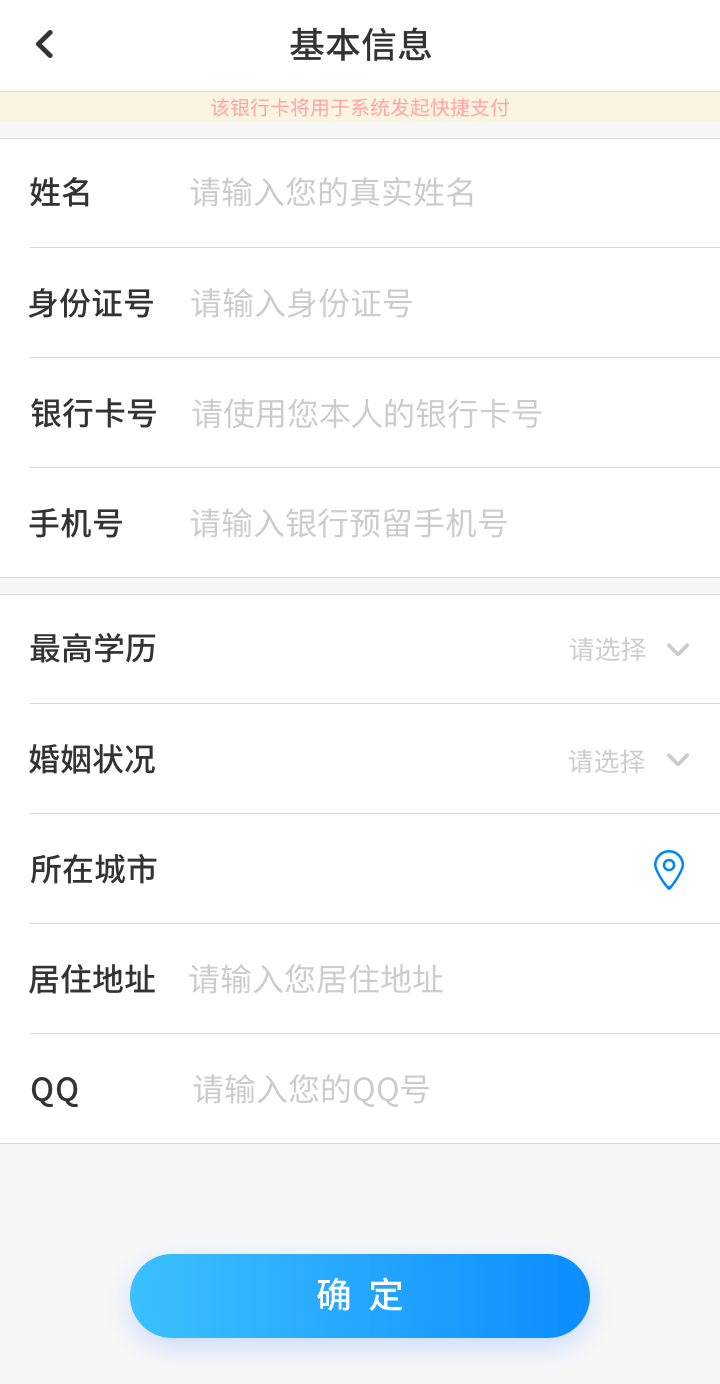 基本信息
该银行卡将用于系统发起快捷支付
姓名 请输入您的真实姓名
身份证号 请输入身份证号
银行卡号 请使用您本人的银行卡号
手机号 请输入银行预留手机号
最高学历 请选择
婚姻状况 请选择
所在城市
居住地址 请输入您居住地址
QQ 请输入您的QQ号
确 定